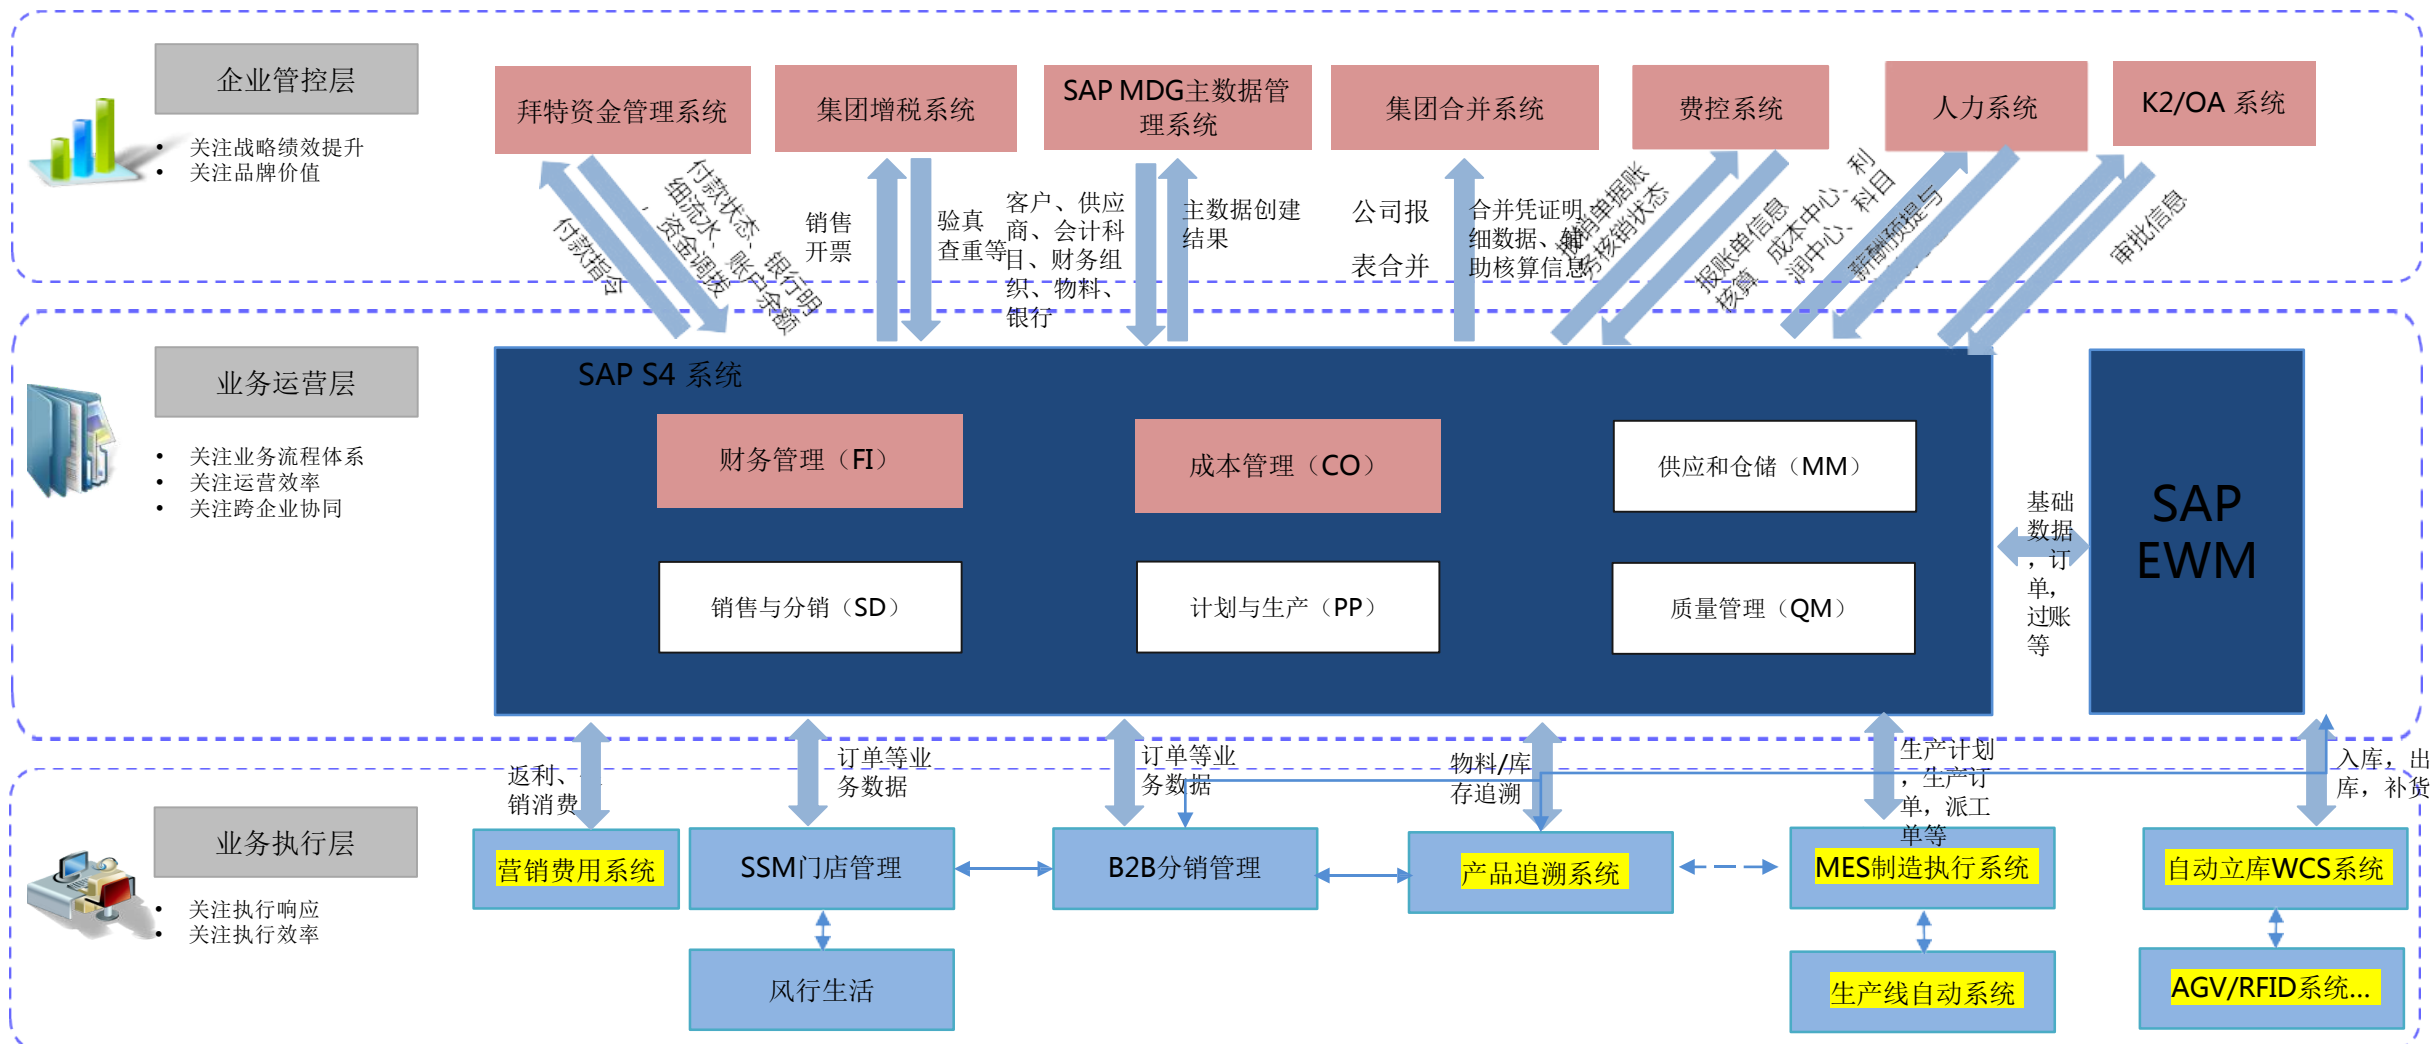 企业管控层
• 关注战略绩效提升
• 关注品牌价值
拜特资金管理系统
集团增税系统
SAP MDG主数据管
理系统
集团合并系统
费控系统
人力系统
K2/OA 系统
付款指令
付款状态、银行明
细流水、账户余额
，资金调拨
销售
开票
验真
查重等
客户、供应
商、会计科
目、财务组
织、物料、
银行
主数据创建
结果
公司报
表合并
合并凭证明
细数据、辅
助核算信息
报销单据账
务核销状态
报账单信息
核算
成本中心、利
润中心、科目
薪酬预提与
审批信息
业务运营层
• 关注业务流程体系
• 关注运营效率
• 关注跨企业协同
SAP S4 系统
财务管理（FI）
成本管理（CO）
供应和仓储（MM）
销售与分销（SD）
计划与生产（PP）
质量管理（QM）
基础
数据
，订
单，
过账
等
SAP
EWM
返利、
销消费
订单等业
务数据
订单等业
务数据
物料/库
存追溯
生产计划
，生产订
单，派工
单等
入库，出
库，补货
业务执行层
• 关注执行响应
• 关注执行效率
营销费用系统
SSM门店管理
B2B分销管理
产品追溯系统
MES制造执行系统
自动立库WCS系统
风行生活
生产线自动系统
AGV/RFID系统...